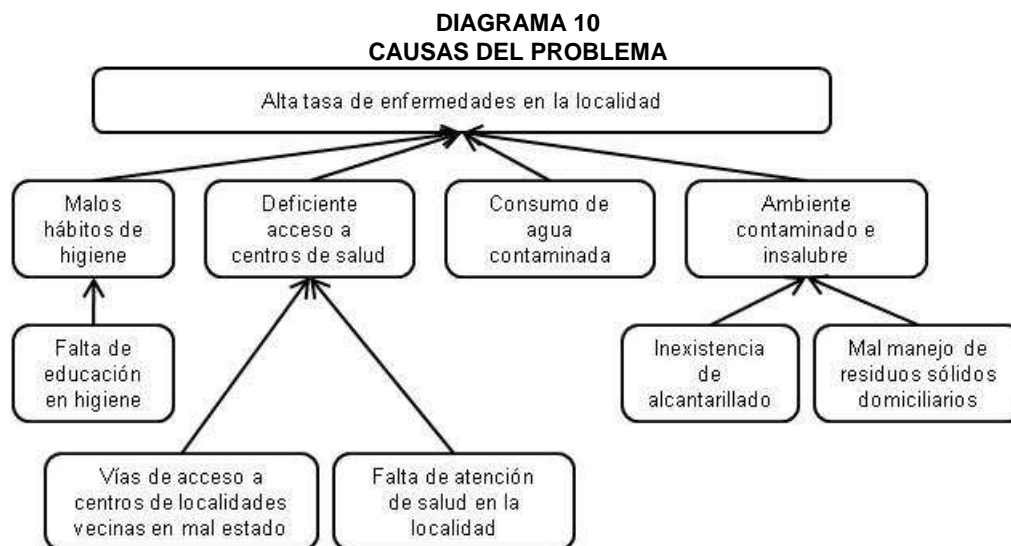 DIAGRAMA 10
CAUSAS DEL PROBLEMA
Alta tasa de enfermedades en la localidad
Malos
hábitos de
higiene
Deficiente
acceso a
centros de salud
Consumo de
agua
contaminada
Ambiente
contaminado e
insalubre
Falta de
educación
en higiene
Inexistencia
de
alcantarillado
Mal manejo de
residuos sólidos
domiciliarios
Vías de acceso a
centros de localidades
vecinas en mal estado
Falta de atención
de salud en la
localidad